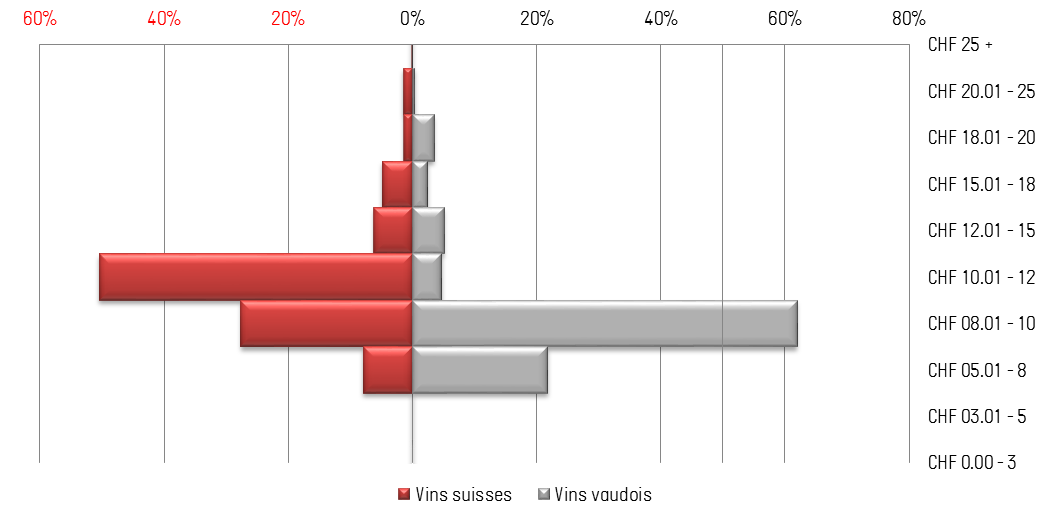 60% 40% 20% 0% 20% 40% 60% 80%
CHF 25 +
CHF 20.01 - 25
CHF 18.01 - 20
CHF 15.01 - 18
CHF 12.01 - 15
CHF 10.01 - 12
CHF 08.01 - 10
CHF 05.01 - 8
CHF 03.01 - 5
CHF 0.00 - 3
Vins suisses Vins vaudois